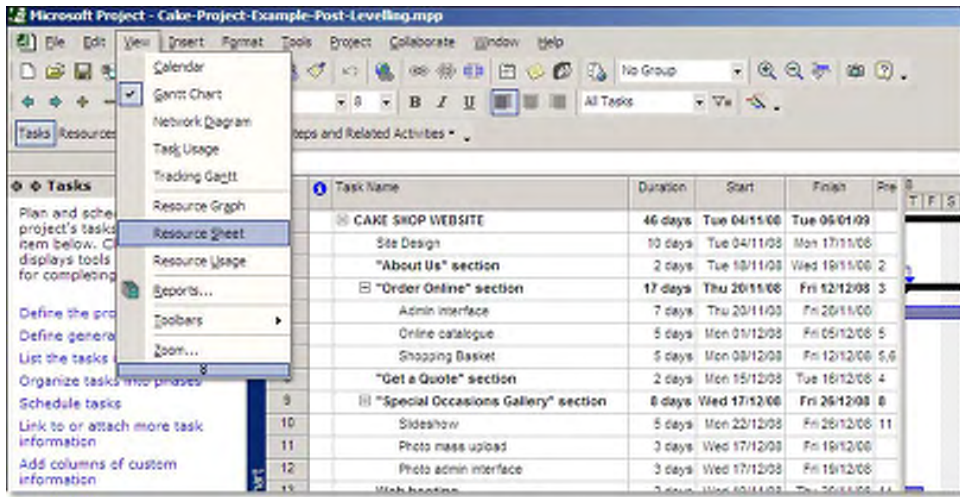 Microsoft Project - Cake-Project-Example-Post-Levelling.mpp
File Edit View Insert Format Tools Project Collaborate Window Help
No Group
8 B I U All Tasks
Tasks Resources
Steps and Related Activities
Calendar
Gantt Chart
Network Diagram
Task Usage
Tracking Gantt
Resource Graph
Resource Sheet
Resource Usage
Reports...
Toolbars
Zoom...
Tasks
Plan and sche
project's tasks
item below. C
displays tools
for completing
Define the pro
Define genera
List the tasks
Organize tasks into phases
Schedule tasks
Link to or attach more task
information
Add columns of custom
information
Task Name Duration Start Finish Pre T F S
CAKE SHOP WEBSITE 46 days Tue 04/11/08 Tue 06/01/09
Site Design 10 days Tue 04/11/08 Mon 17/11/08
"About Us" section 2 days Tue 18/11/08 Wed 19/11/08 2
"Order Online" section 17 days Thu 20/11/08 Fri 12/12/08 3
Admin interface 7 days Thu 20/11/08 Fri 28/11/08
Online catalogue 5 days Mon 01/12/08 Fri 05/12/08 5
Shopping Basket 5 days Mon 08/12/08 Fri 12/12/08 5,6
"Get a Quote" section 2 days Mon 15/12/08 Tue 16/12/08 4
9 "Special Occasions Gallery" section 8 days Wed 17/12/08 Fri 26/12/08 8
10 Slideshow 5 days Mon 22/12/08 Fri 26/12/08 11
11 Photo mass upload 3 days Wed 17/12/08 Fri 19/12/08
12 Photo admin interface 3 days Wed 17/12/08 Fri 19/12/08
13 Web hosting